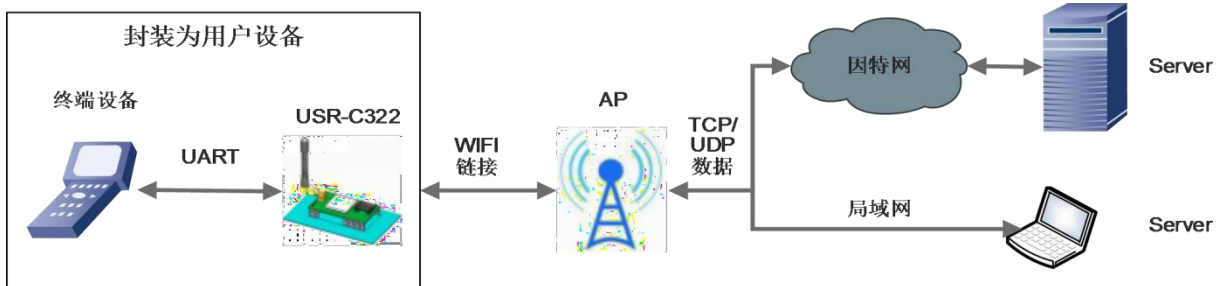 封装为用户设备
终端设备
USR-C322
UART
WIFI
链接
AP
TCP/
UDP
数据
因特网
Server
局域网
Server